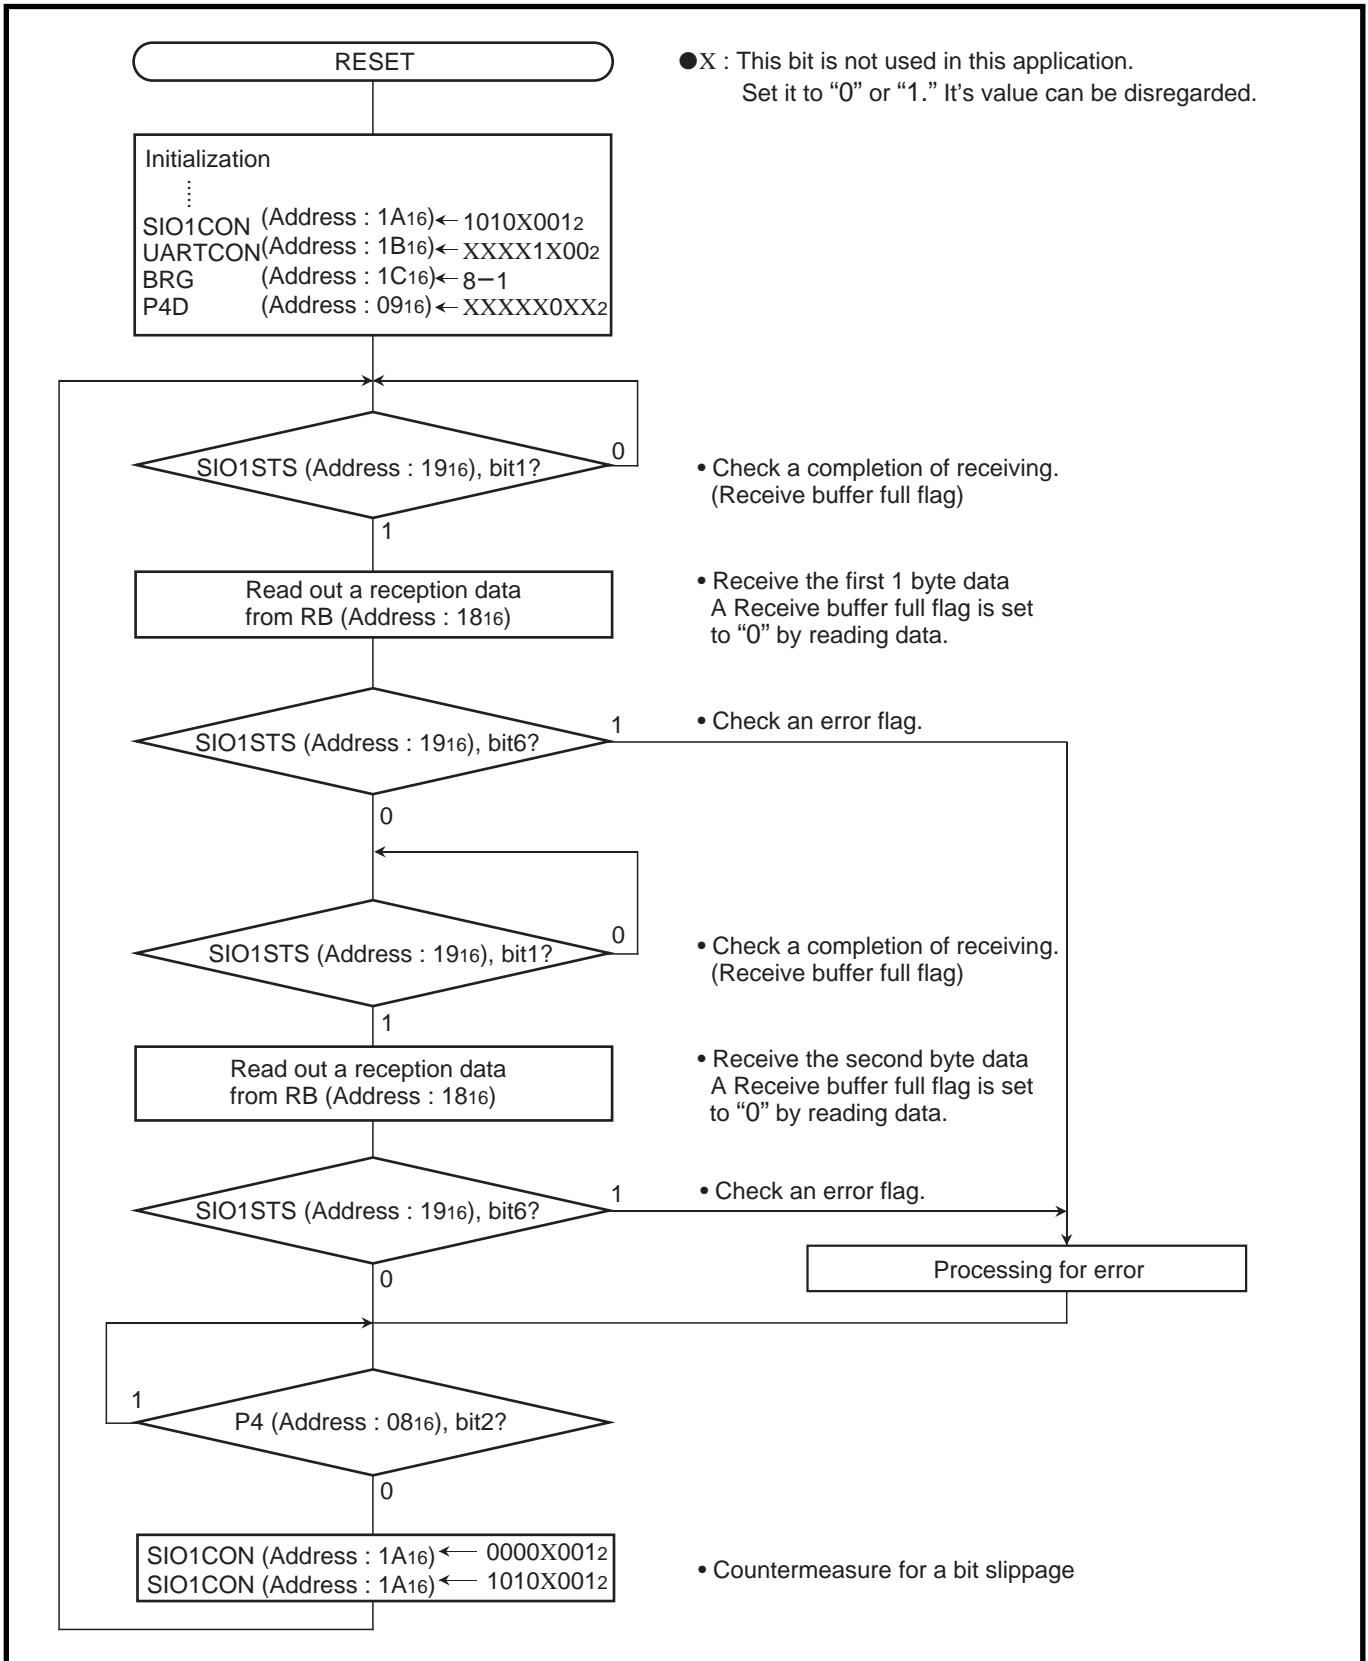 RESET
●X : This bit is not used in this application.
Set it to “0” or “1.” It’s value can be disregarded.
Initialization
SIO1CON (Address : 1A16)← 1010X0012
UARTCON(Address : 1B16)← XXXX1X002
BRG (Address : 1C16)← 8−1
P4D (Address : 0916)← XXXXX0XX2
SIO1STS (Address : 1916), bit1?
0
• Check a completion of receiving.
(Receive buffer full flag)
1
Read out a reception data
from RB (Address : 1816)
• Receive the first 1 byte data
A Receive buffer full flag is set
to “0” by reading data.
SIO1STS (Address : 1916), bit6?
1
• Check an error flag.
0
SIO1STS (Address : 1916), bit1?
0
• Check a completion of receiving.
(Receive buffer full flag)
1
Read out a reception data
from RB (Address : 1816)
• Receive the second byte data
A Receive buffer full flag is set
to “0” by reading data.
SIO1STS (Address : 1916), bit6?
1
• Check an error flag.
0
Processing for error
1
P4 (Address : 0816), bit2?
0
SIO1CON (Address : 1A16)← 0000X0012
SIO1CON (Address : 1A16)← 1010X0012
• Countermeasure for a bit slippage